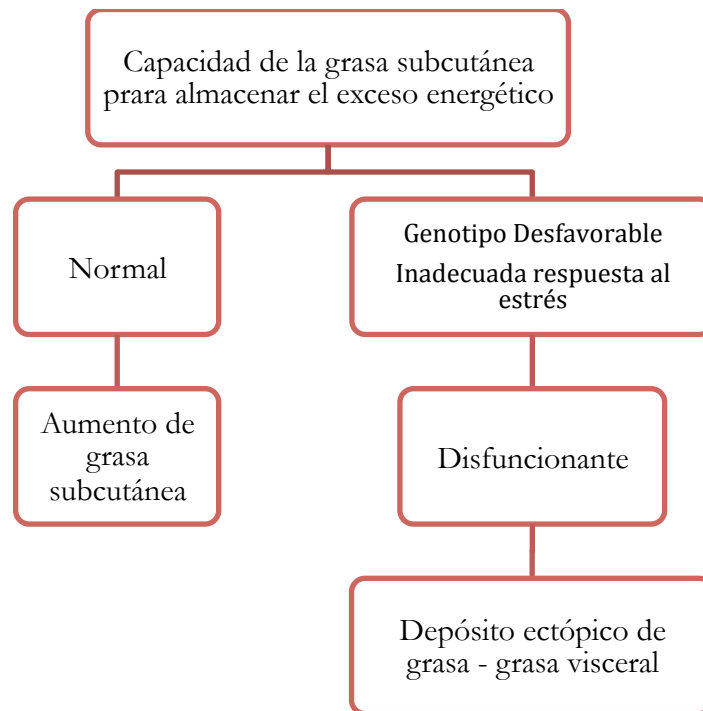 Capacidad de la grasa subcutánea
prara almacenar el exceso energético
Normal
Genotipo Desfavorable
Inadecuada respuesta al
estrés
Aumento de
grasa
subcutánea
Disfuncionante
Depósito ectópico de
grasa - grasa visceral